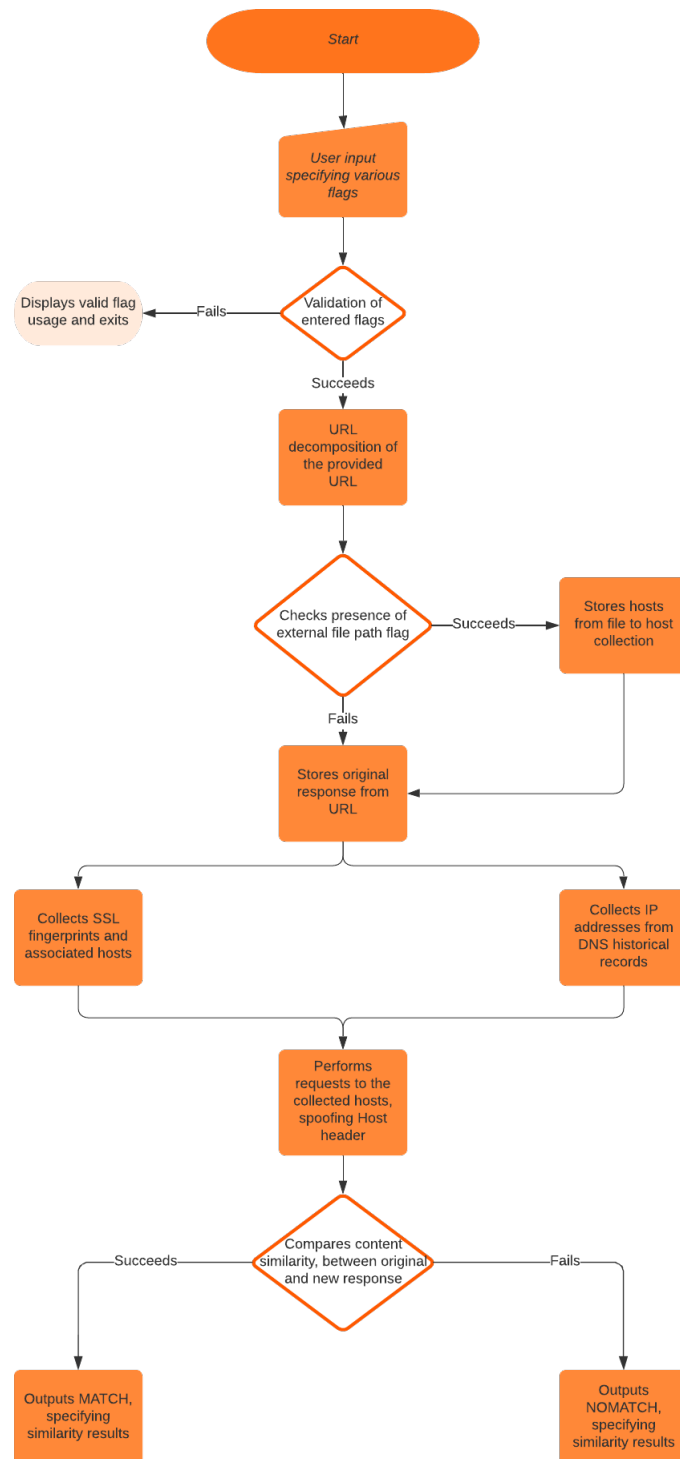 Start
User input
specifying various
flags
Validation of
entered flags
Fails
Displays valid flag
usage and exits
Succeeds
URL
decomposition of
the provided
URL
Checks presence of
external file path flag
Succeeds
Stores hosts
from file to host
collection
Fails
Stores original
response from
URL
Collects SSL
fingerprints and
associated hosts
Collects IP
addresses from
DNS historical
records
Performs
requests to the
collected hosts,
spoofing Host
header
Compares content
similarity, between original
and new response
Succeeds
Fails
Outputs MATCH,
specifying
similarity results
Outputs
NOMATCH,
specifying
similarity results